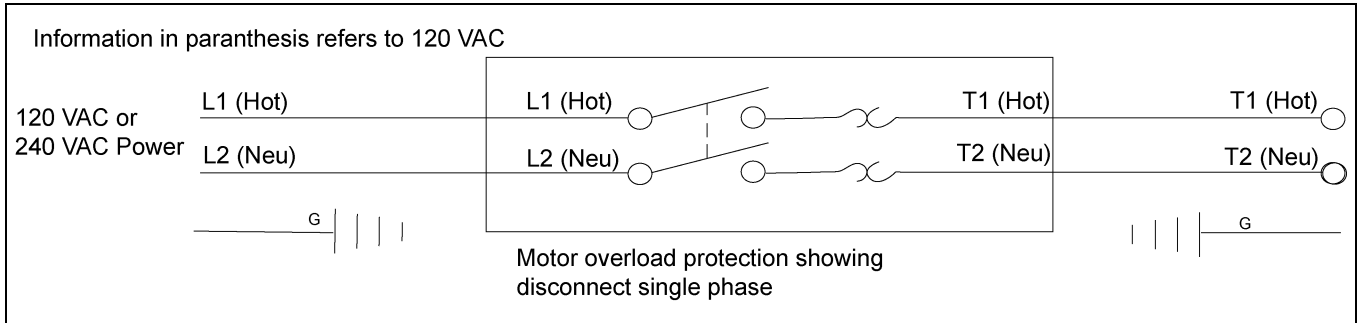 Information in paranthesis refers to 120 VAC
120 VAC or
240 VAC Power
L1 (Hot)
L1 (Hot)
T1 (Hot)
T1 (Hot)
L2 (Neu)
L2 (Neu)
T2 (Neu)
T2 (Neu)
G
G
Motor overload protection showing
disconnect single phase